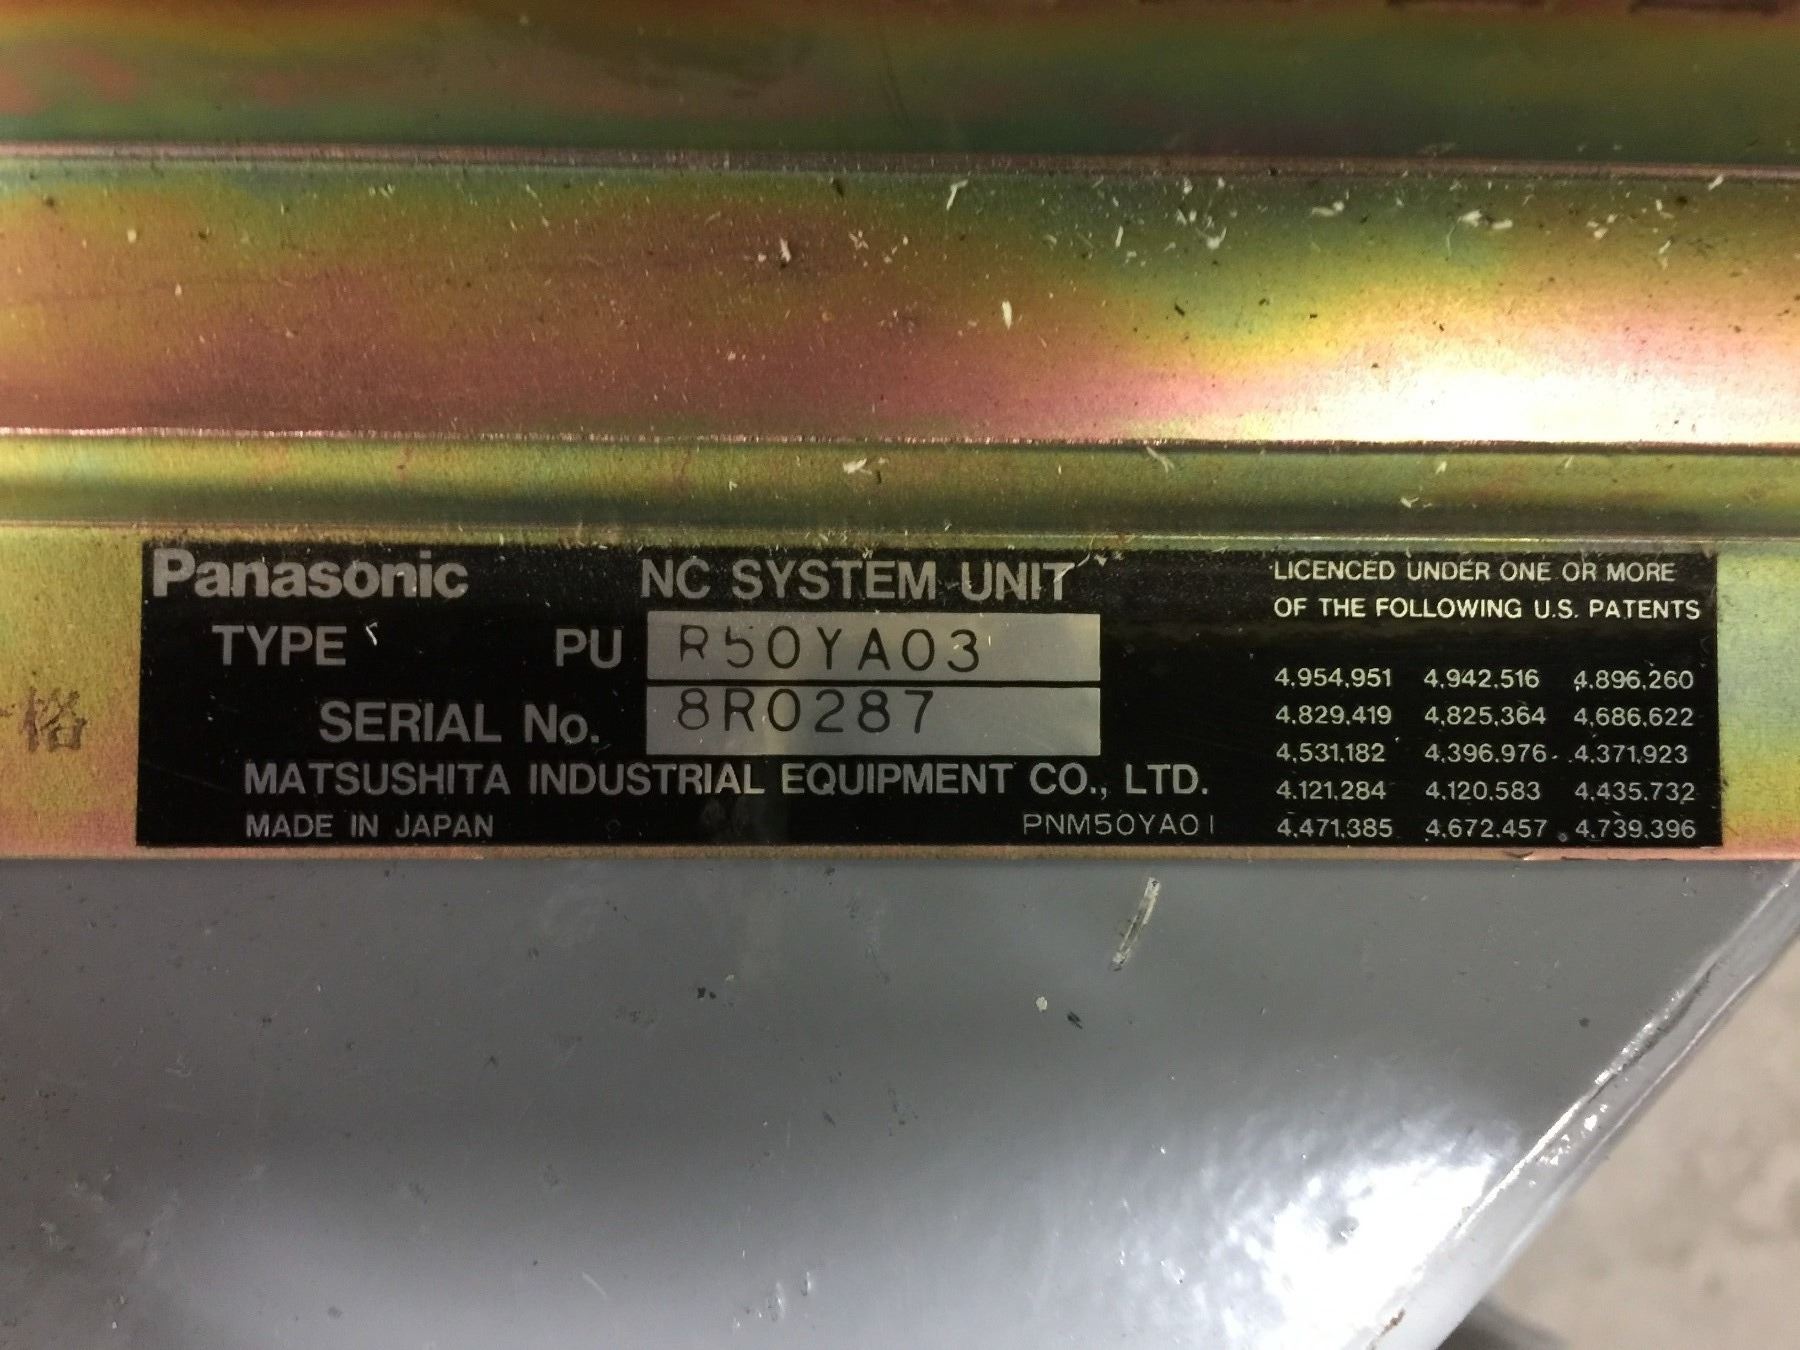 Panasonic NC SYSTEM UNIT
TYPE PU R50YA03
SERIAL No. 8R0287
MATSUSHITA INDUSTRIAL EQUIPMENT CO., LTD.
MADE IN JAPAN PNM50YA01
LICENCED UNDER ONE OR MORE
OF THE FOLLOWING U.S. PATENTS
4,954,951 4,942,516 4,896,260
4,829,419 4,825,364 4,686,622
4,531,182 4,396,976 4,371,923
4,121,284 4,120,583 4,435,732
4,471,385 4,672,457 4,739,396
格